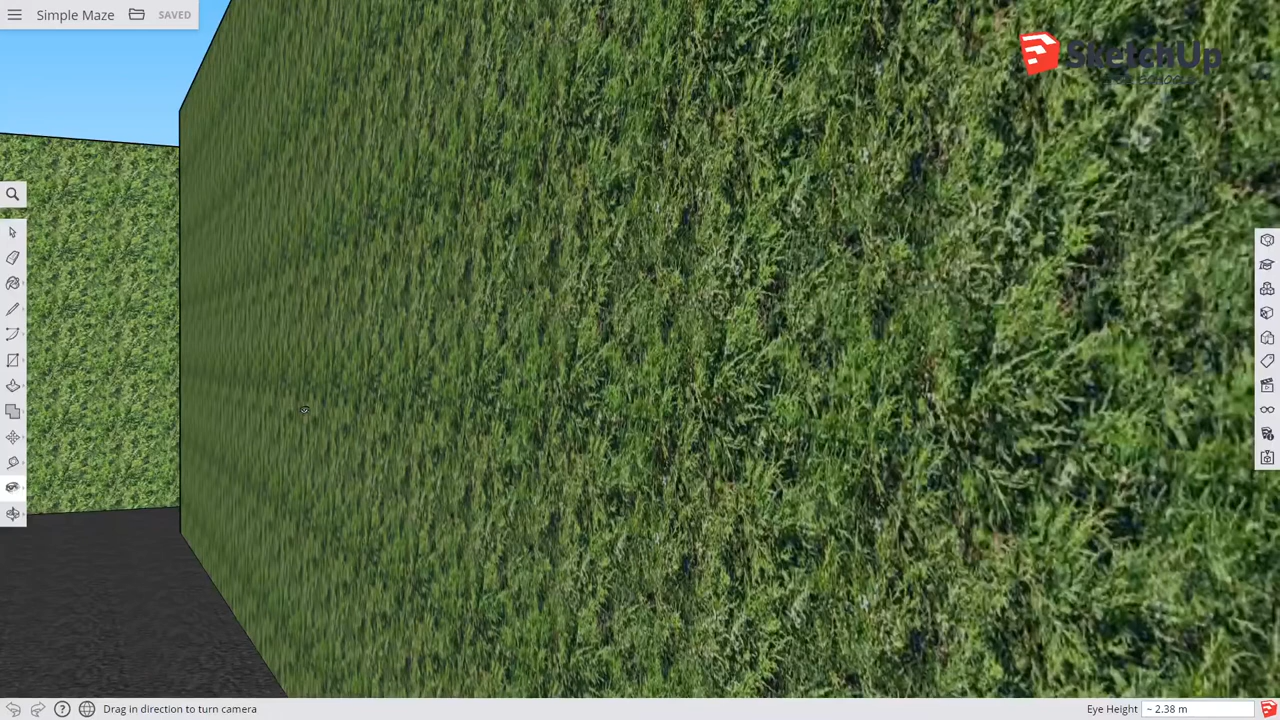 Simple Maze SAVED
SketchUp
Drag in direction to turn camera
Eye Height ~ 2.38 m